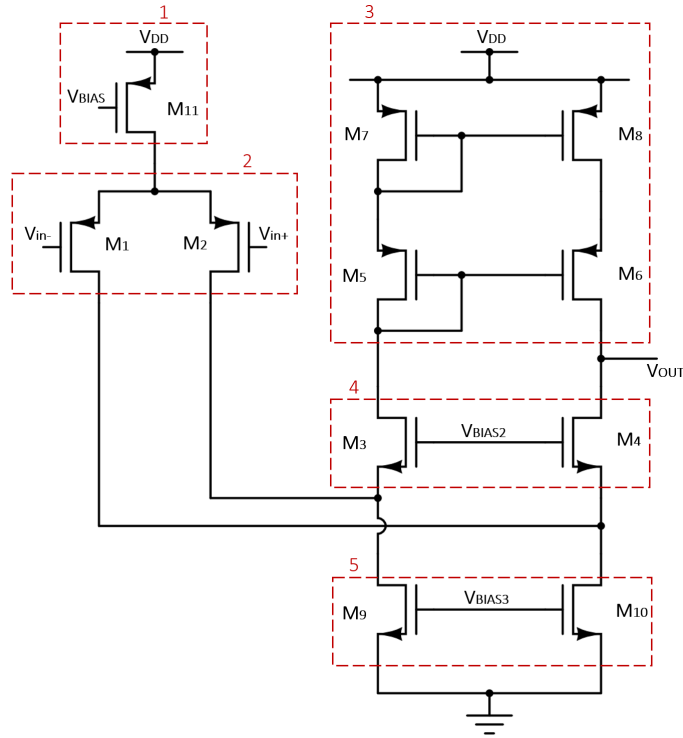 1
VDD
VBIAS
M11
2
Vin-
M1
M2
Vin+
3
VDD
M7
M8
M5
M6
VOUT
4
M3
VBIAS2
M4
5
M9
VBIAS3
M10